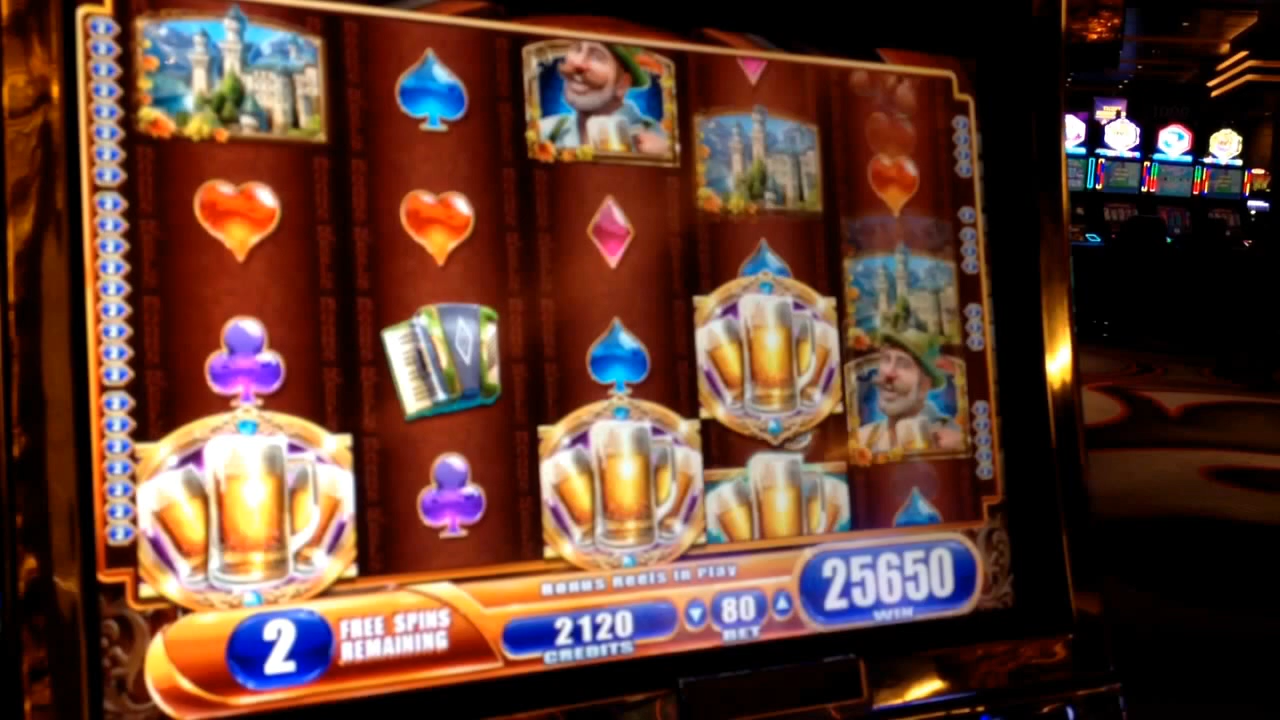 BONUS REELS IN PLAY
2
FREE SPINS
REMAINING
2120
CREDITS
80
BET
25650
WIN